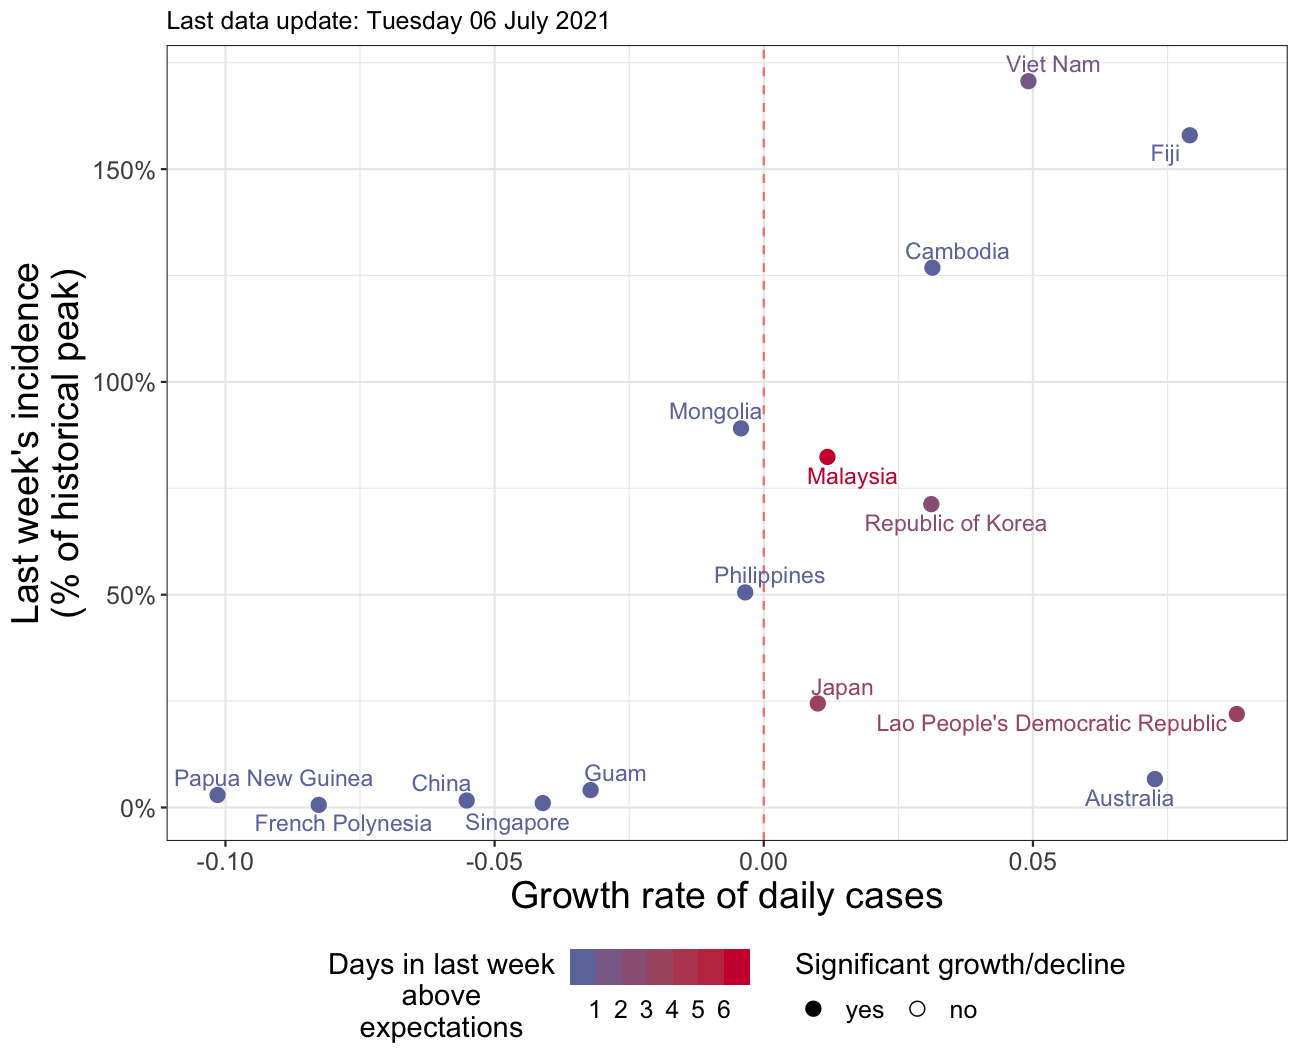 Last data update: Tuesday 06 July 2021
Viet Nam
Fiji
150%
Cambodia
Last week's incidence
(% of historical peak)
100%
Mongolia
Malaysia
Republic of Korea
Philippines
50%
Japan
Lao People's Democratic Republic
Papua New Guinea
China
Guam
Australia
0%
French Polynesia
Singapore
-0.10
-0.05
0.00
0.05
Growth rate of daily cases
Days in last week
above
expectations
1 2 3 4 5 6
Significant growth/decline
yes
no